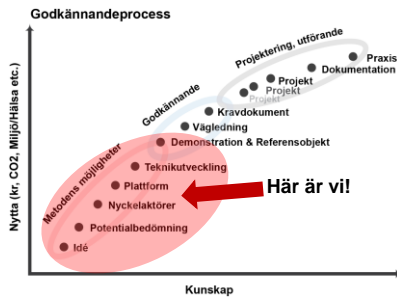 Godkännandeprocess
Nytta (kr, CO2, Miljö/Hälsa etc.)
Projektering, utförande
Praxis
Dokumentation
Projekt
Projekt
Projekt
Godkännande
Kravdokument
Vägledning
Demonstration & Referensobjekt
Metodens möjligheter
Teknikutveckling
Plattform
Nyckelaktörer
Potentialbedömning
Idé
Här är vi!
Kunskap